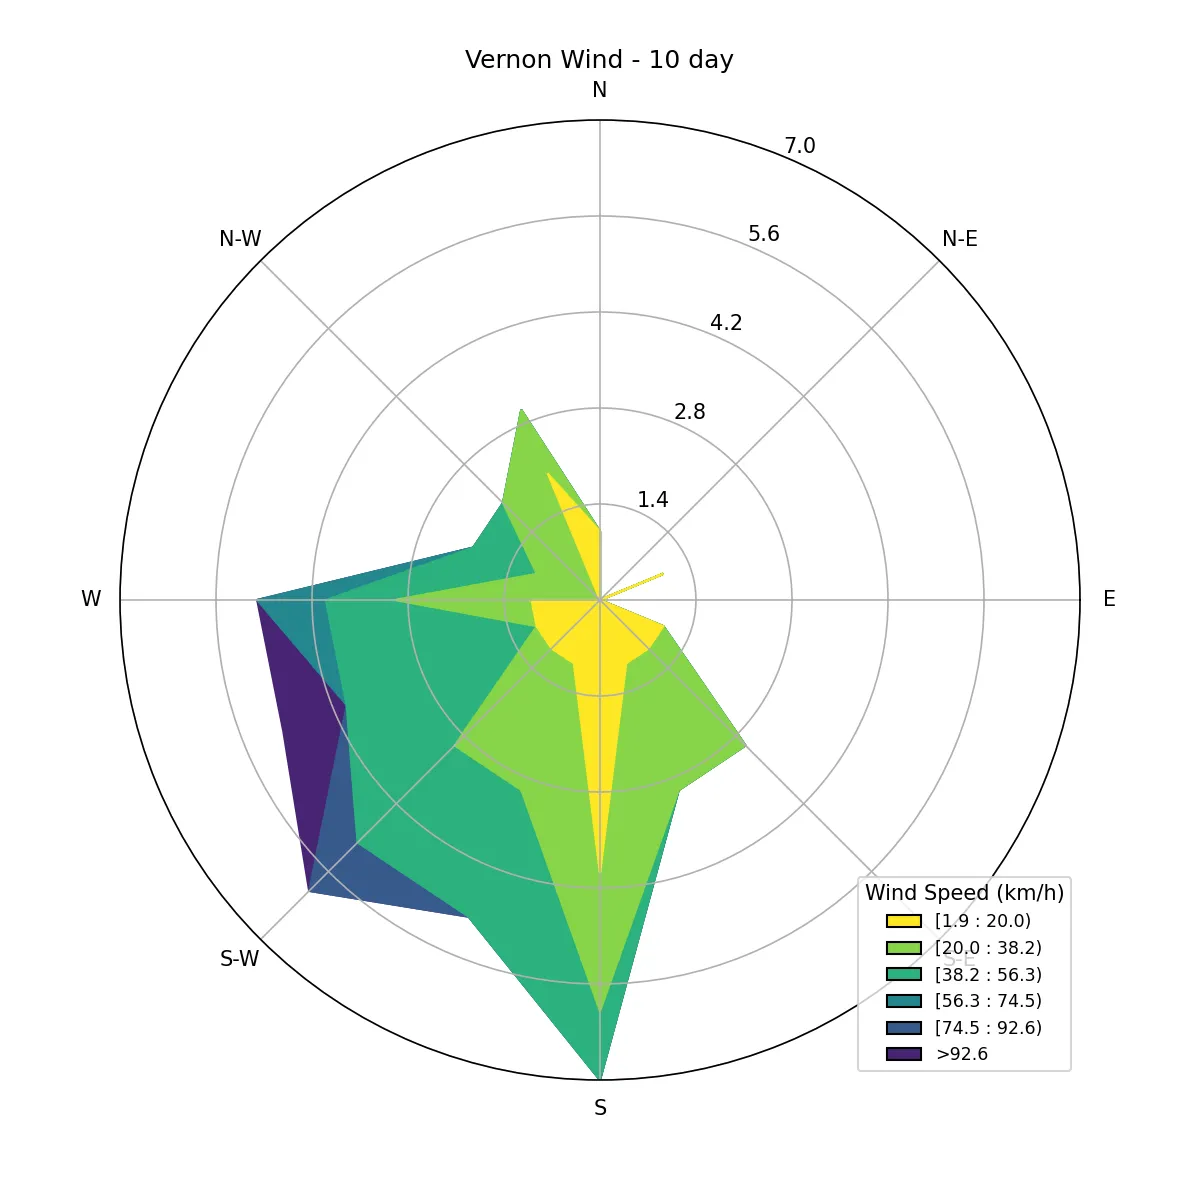 Vernon Wind - 10 day
N
7.0
N-W
5.6
N-E
4.2
2.8
1.4
W
E
S-W
S-E
S
Wind Speed (km/h)
[1.9 : 20.0)
[20.0 : 38.2)
[38.2 : 56.3)
[56.3 : 74.5)
[74.5 : 92.6)
>92.6